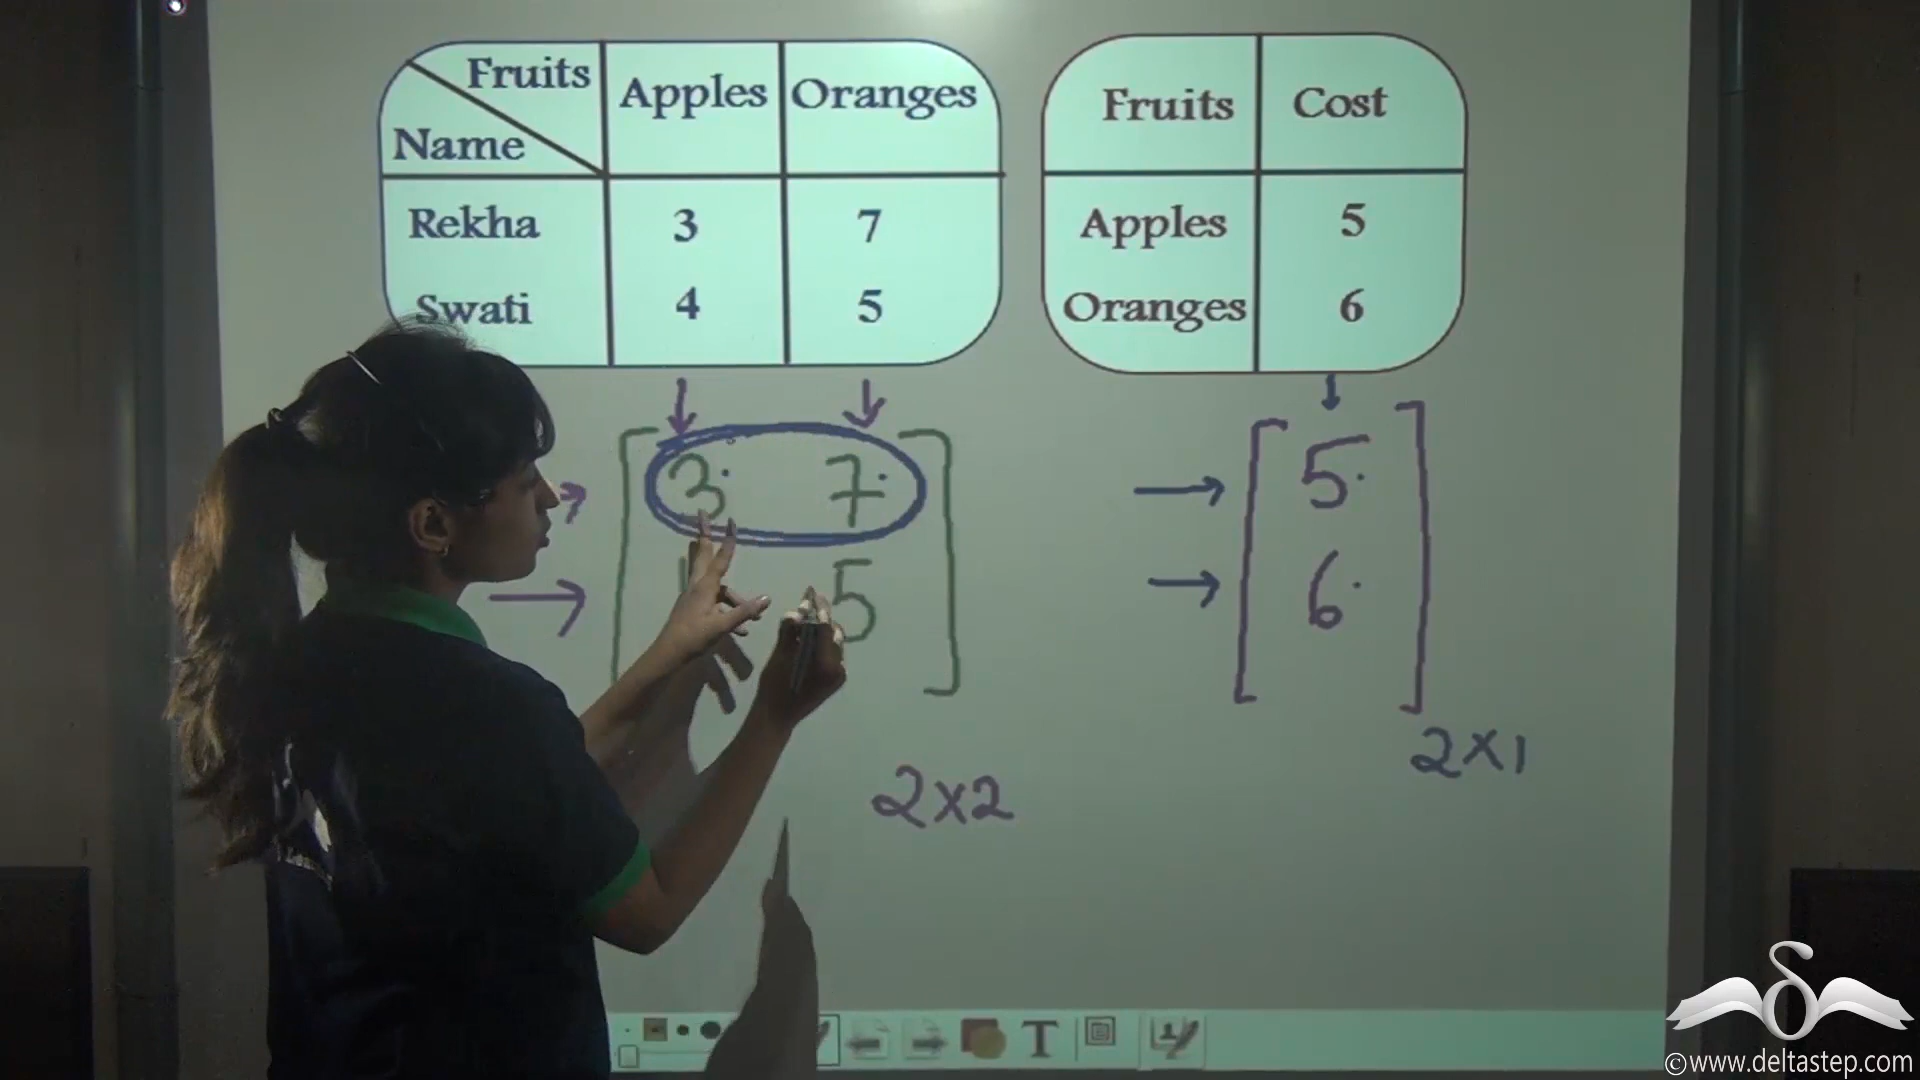 Fruits
Name
Apples
Oranges
Rekha 3 7
Swati 4 5
Fruits Cost
Apples 5
Oranges 6
3 7
5
2x2
5
6
2x1
T
©www.deltastep.com